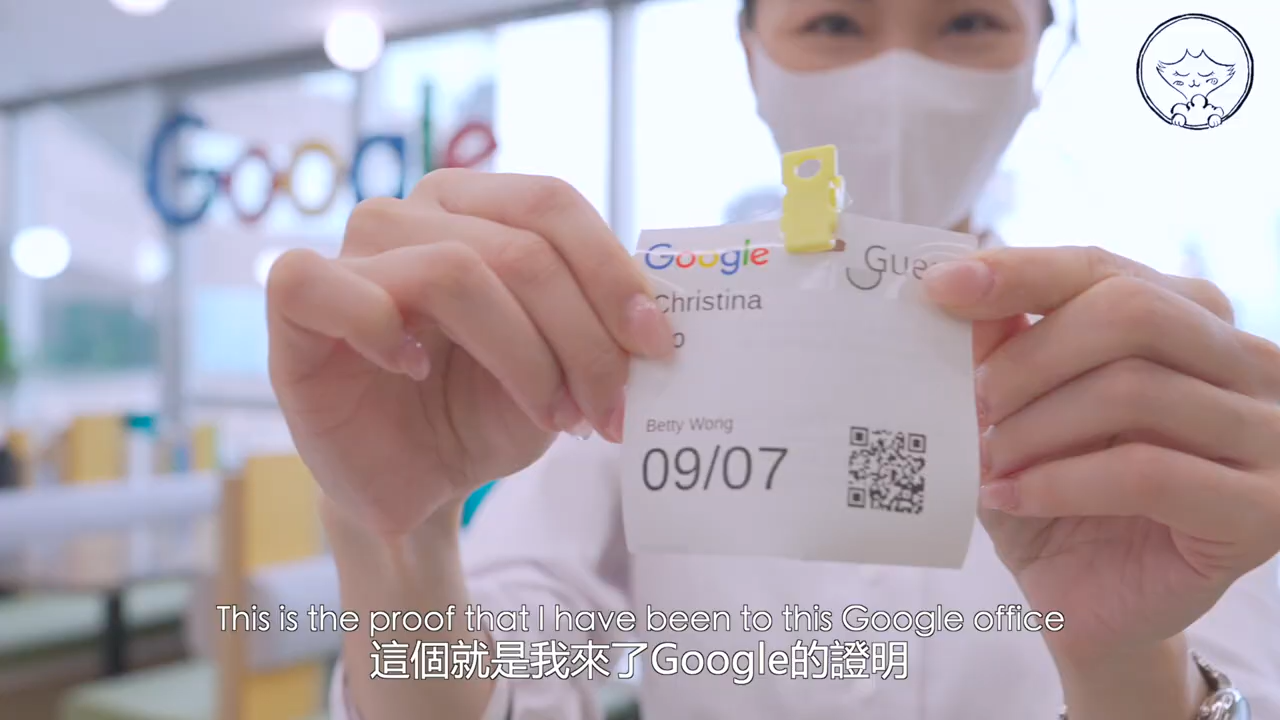 Google
Google
Christina
Betty Wong
09/07
This is the proof that I have been to this Google office
這個就是我來了Google的證明